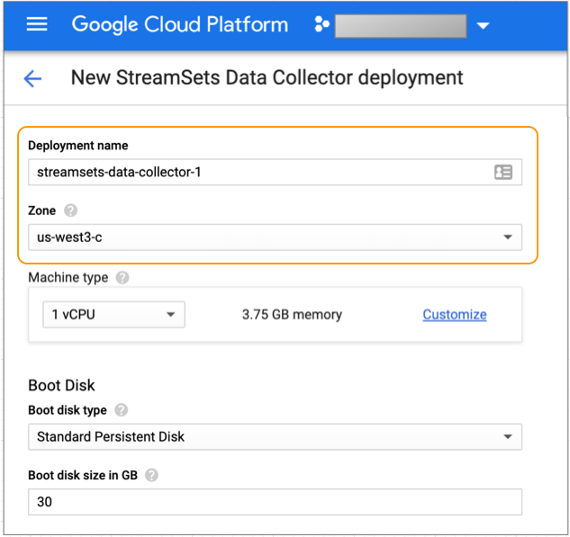 Google Cloud Platform
New StreamSets Data Collector deployment
Deployment name
streamsets-data-collector-1
Zone ?
us-west3-c
Machine type ?
1 vCPU 3.75 GB memory Customize
Boot Disk
Boot disk type ?
Standard Persistent Disk
Boot disk size in GB ?
30